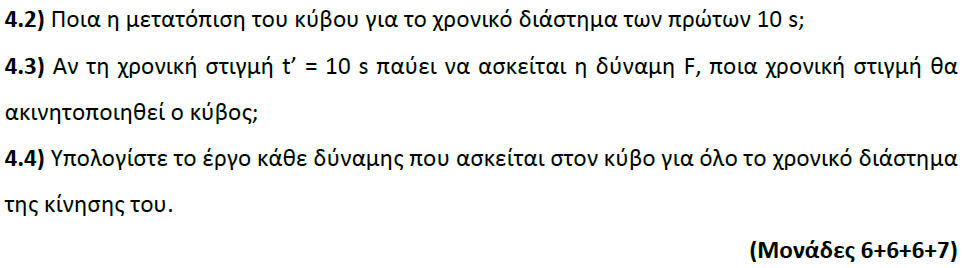 4.2) Ποια η μετατόπιση του κύβου για το χρονικό διάστημα των πρώτων 10 s;
4.3) Αν τη χρονική στιγμή t’ = 10 s παύει να ασκείται η δύναμη F, ποια χρονική στιγμή θα
ακινητοποιηθεί ο κύβος;
4.4) Υπολογίστε το έργο κάθε δύναμης που ασκείται στον κύβο για όλο το χρονικό διάστημα
της κίνησης του.
(Μονάδες 6+6+6+7)